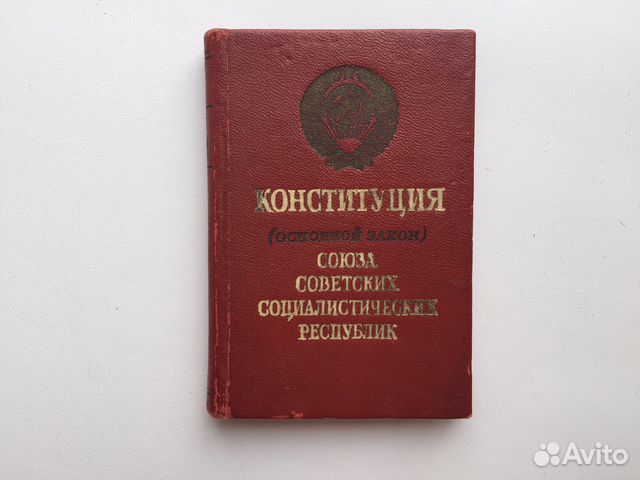 КОНСТИТУЦИЯ
(ОСНОВНОЙ ЗАКОН)
СОЮЗА
СОВЕТСКИХ
СОЦИАЛИСТИЧЕСКИХ
РЕСПУБЛИК
Avito